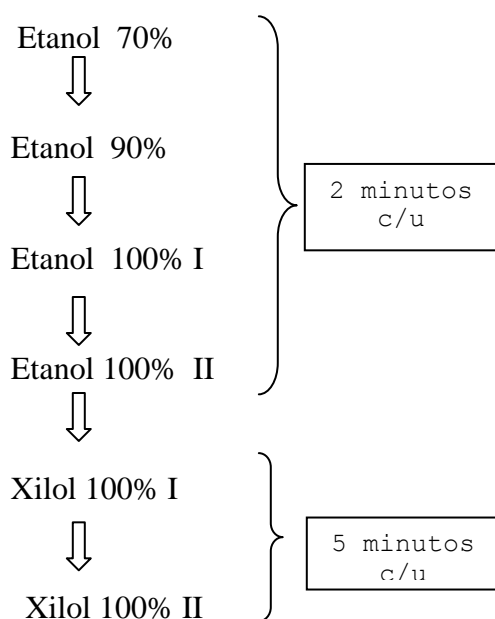 Etanol 70%
Etanol 90%
2 minutos
c/u
Etanol 100% I
Etanol 100% II
Xilol 100% I
5 minutos
c/u
Xilol 100% II